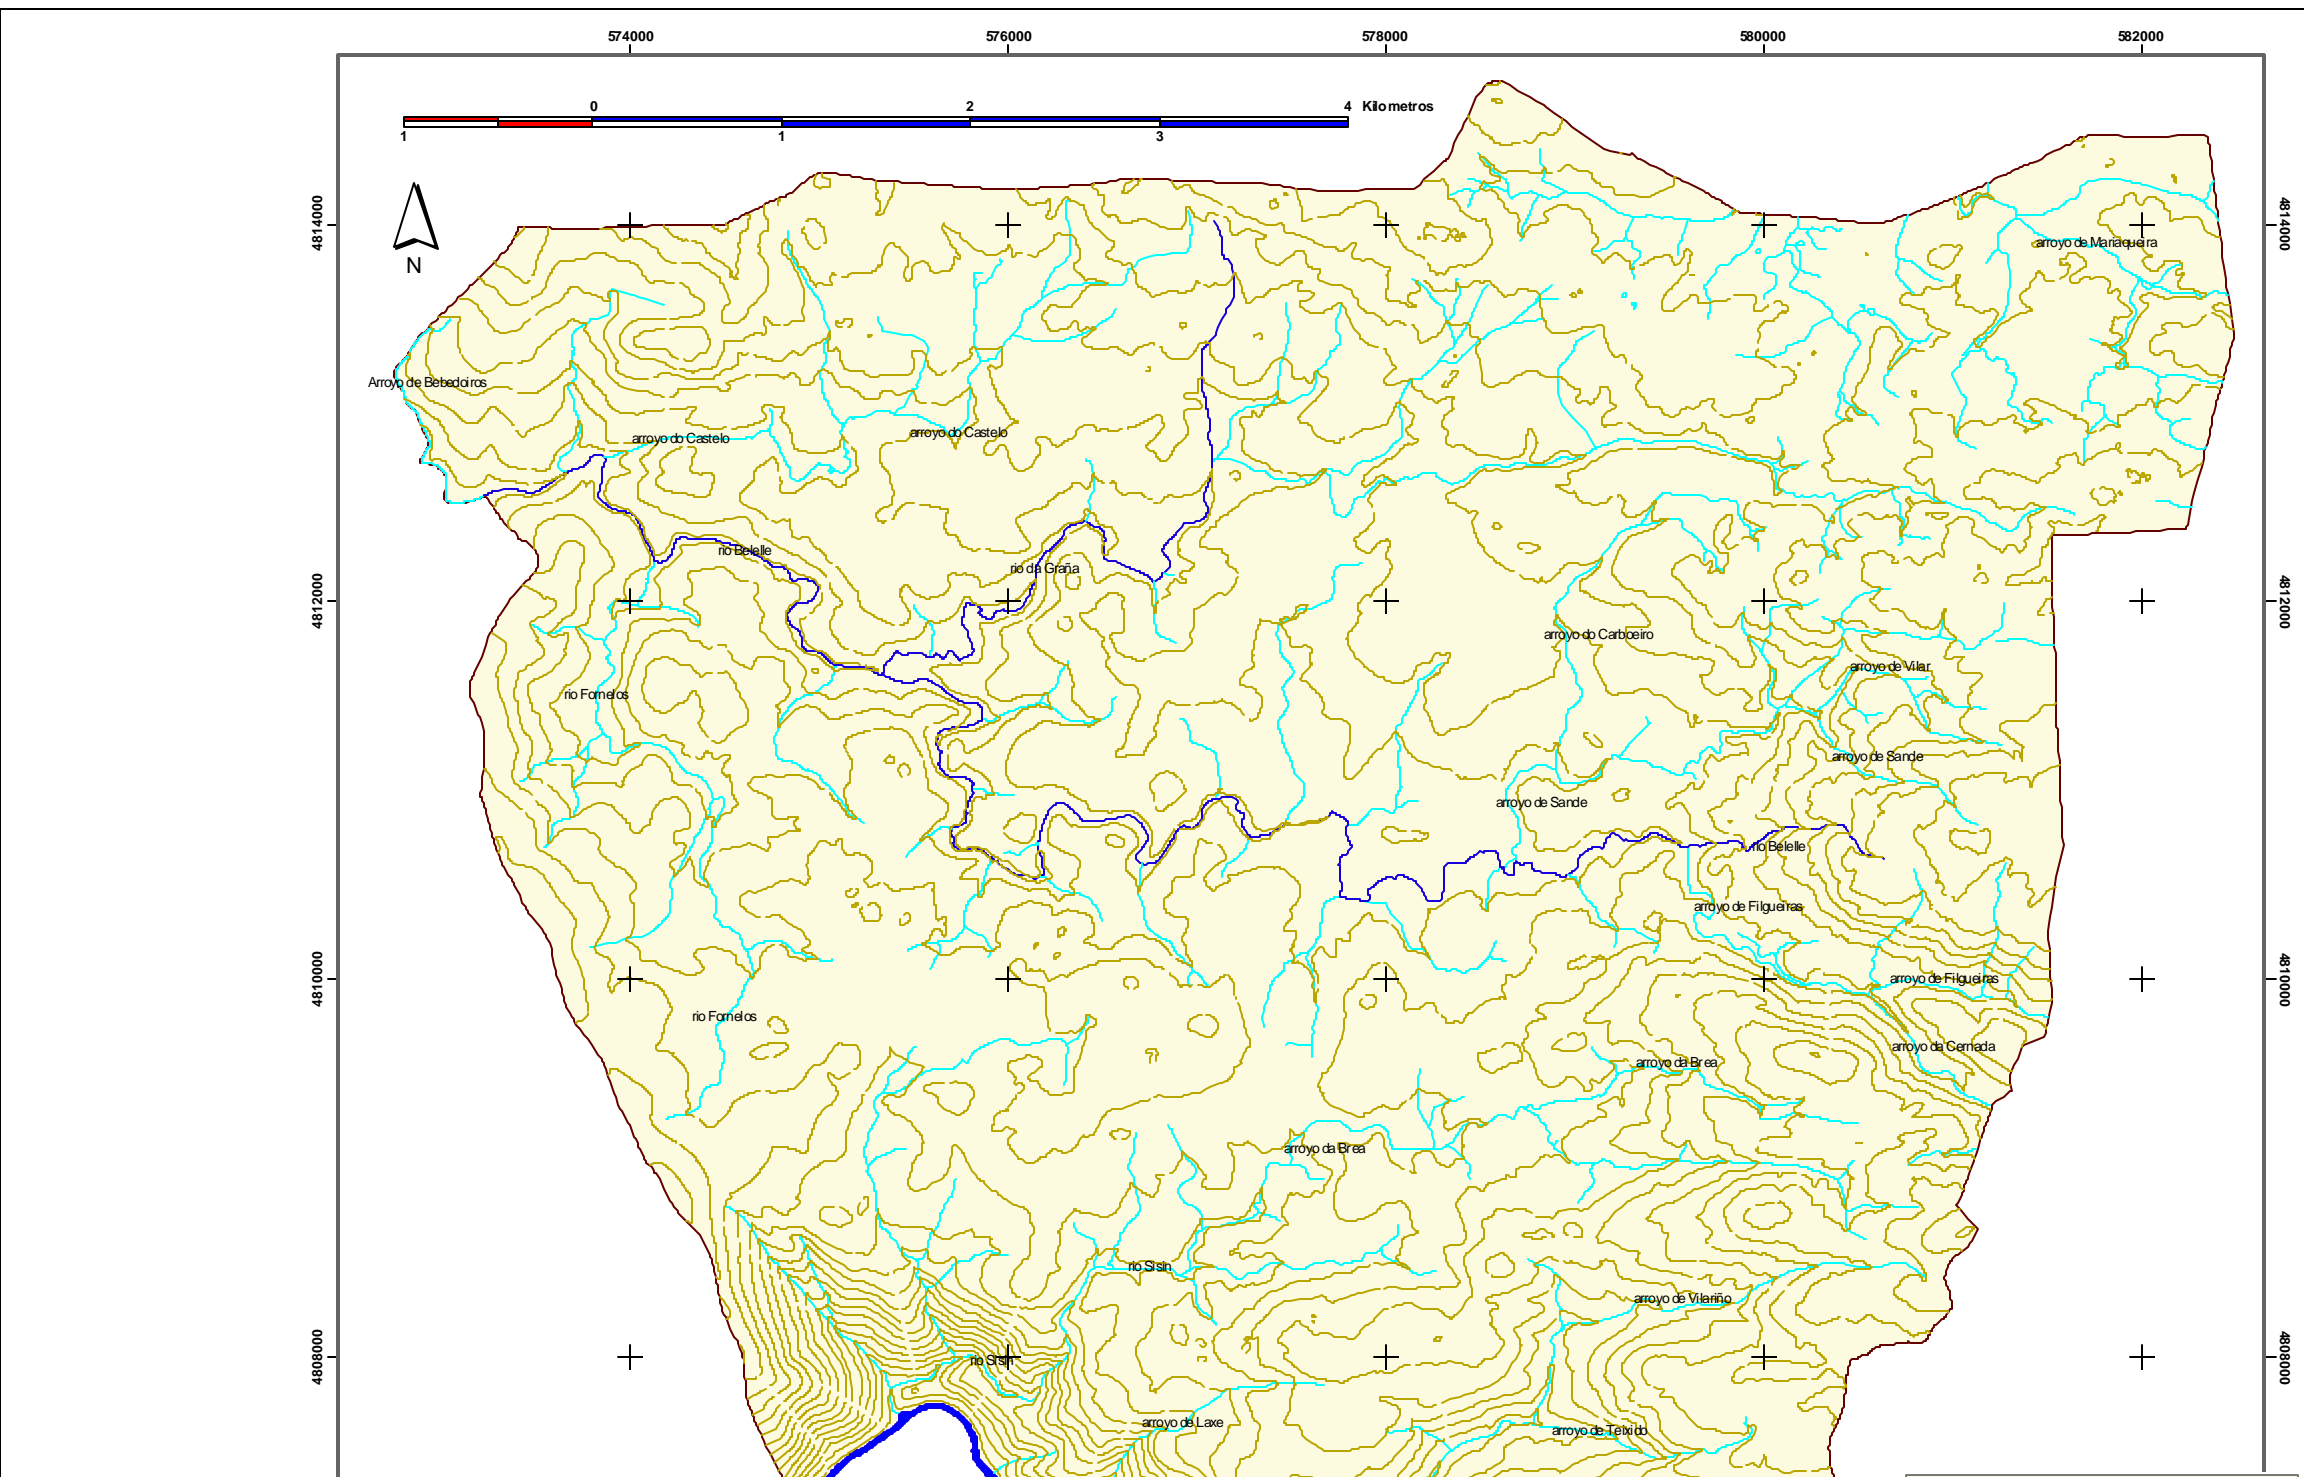 574000 576000 578000 580000 582000
0 2 4 Kilometros
1 1 3
4814000 4814000
N
arroyo de Mariaqueira
Arroyo de Bebedoiros
arroyo do Castelo
arroyo do Castelo
rio Belelle
rio da Graña
4812000 4812000
arroyo do Carboeiro
arroyo de Vilar
rio Fornelos
arroyo de Sande
arroyo de Sande
rio Belelle
arroyo de Filgueiras
4810000 4810000
arroyo de Filgueiras
rio Fornelos
arroyo da Cernada
arroyo da Brea
arroyo da Brea
rio Sisin
arroyo de Vilariño
4808000 4808000
rio Sisin
arroyo de Laxe
arroyo de Teixido